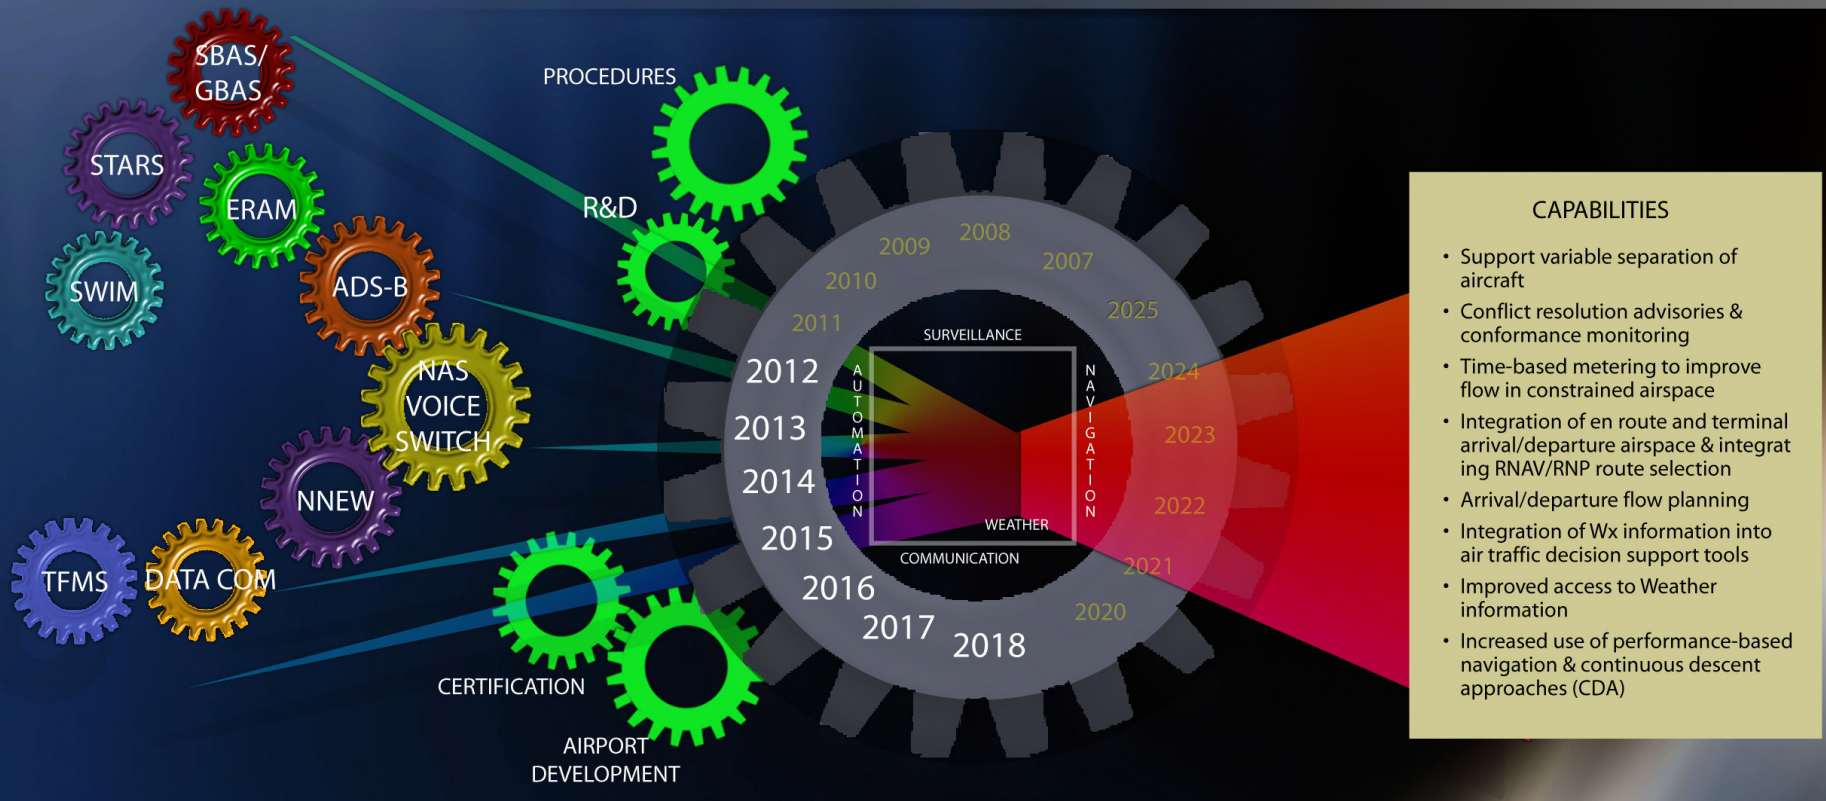 SBAS/
GBAS
STARS
ERAM
SWIM
ADS-B
NAS
VOICE
SWITCH
NNEW
TFMS
DATA COM
PROCEDURES
R&D
CERTIFICATION
AIRPORT
DEVELOPMENT
2007
2008
2009
2010
2011
2012
2013
2014
2015
2016
2017
2018
2020
2021
2022
2023
2024
2025
SURVEILLANCE
AUTOMATION
NAVIGATION
WEATHER
COMMUNICATION
CAPABILITIES
• Support variable separation of
aircraft
• Conflict resolution advisories &
conformance monitoring
• Time-based metering to improve
flow in constrained airspace
• Integration of en route and terminal
arrival/departure airspace & integrat
ing RNAV/RNP route selection
• Arrival/departure flow planning
• Integration of Wx information into
air traffic decision support tools
• Improved access to Weather
information
• Increased use of performance-based
navigation & continuous descent
approaches (CDA)